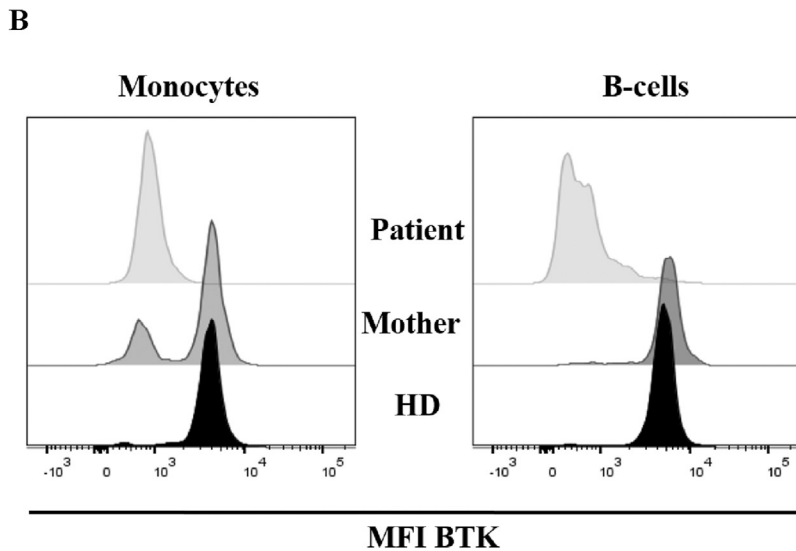 B
Monocytes
B-cells
Patient
Mother
HD
-10³ 0 10³ 10⁴ 10⁵
-10³ 0 10³ 10⁴ 10⁵
MFI BTK